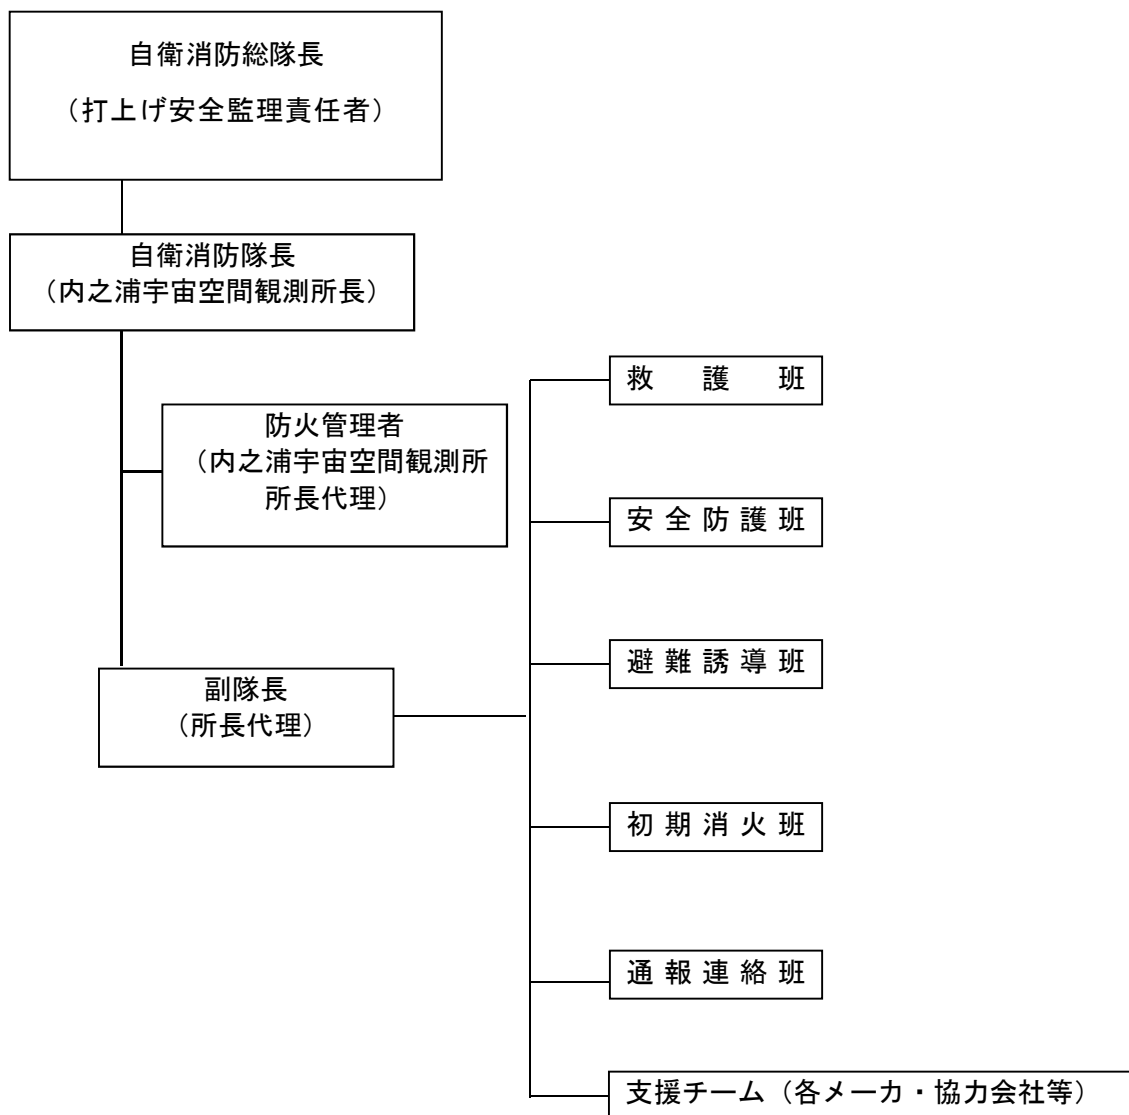 自衛消防総隊長
（打上げ安全監理責任者）
自衛消防隊長
（内之浦宇宙空間観測所長）
防火管理者
（内之浦宇宙空間観測所
所長代理）
副隊長
（所長代理）
救護班
安全防護班
避難誘導班
初期消火班
通報連絡班
支援チーム（各メーカ・協力会社等）